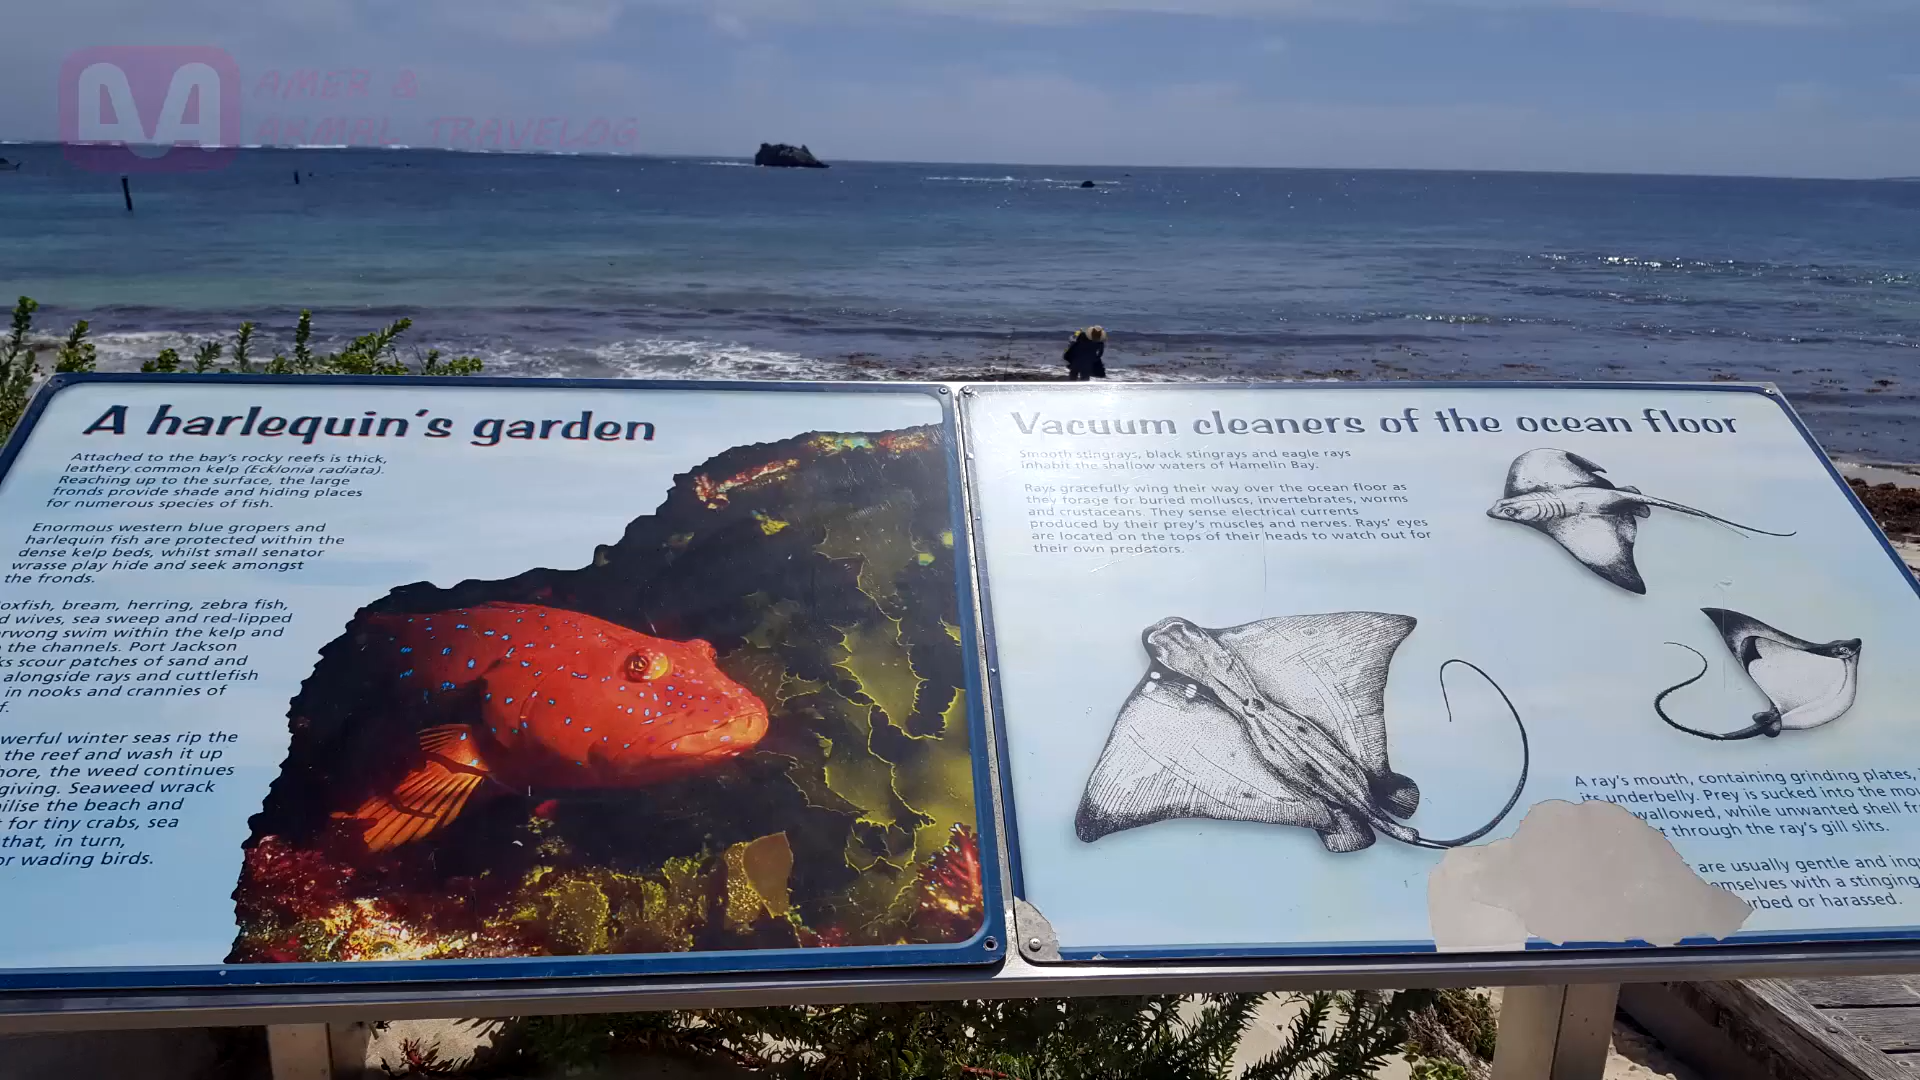 AMER &
AKMAL TRAVELOG
A harlequin's garden
Attached to the bay's rocky reefs is thick,
leathery common kelp (Ecklonia radiata).
Reaching up to the surface, the large
fronds provide shade and hiding places
for numerous species of fish.
Enormous western blue gropers and
harlequin fish are protected within the
dense kelp beds, whilst small senator
wrasse play hide and seek amongst
the fronds.
oxfish, bream, herring, zebra fish,
d wives, sea sweep and red-lipped
rwong swim within the kelp and
the channels. Port Jackson
ks scour patches of sand and
alongside rays and cuttlefish
in nooks and crannies of
f.
werful winter seas rip the
the reef and wash it up
hore, the weed continues
giving. Seaweed wrack
ilise the beach and
for tiny crabs, sea
that, in turn,
or wading birds.
Vacuum cleaners of the ocean floor
Smooth stingrays, black stingrays and eagle rays
inhabit the shallow waters of Hamelin Bay.
Rays gracefully wing their way over the ocean floor as
they forage for buried molluscs, invertebrates, worms
and crustaceans. They sense electrical currents
produced by their prey's muscles and nerves. Rays' eyes
are located on the tops of their heads to watch out for
their own predators.
A ray's mouth, containing grinding plates,
its underbelly. Prey is sucked into the mou
wallowed, while unwanted shell fr
t through the ray's gill slits.
are usually gentle and inq
emselves with a stinging
urbed or harassed.